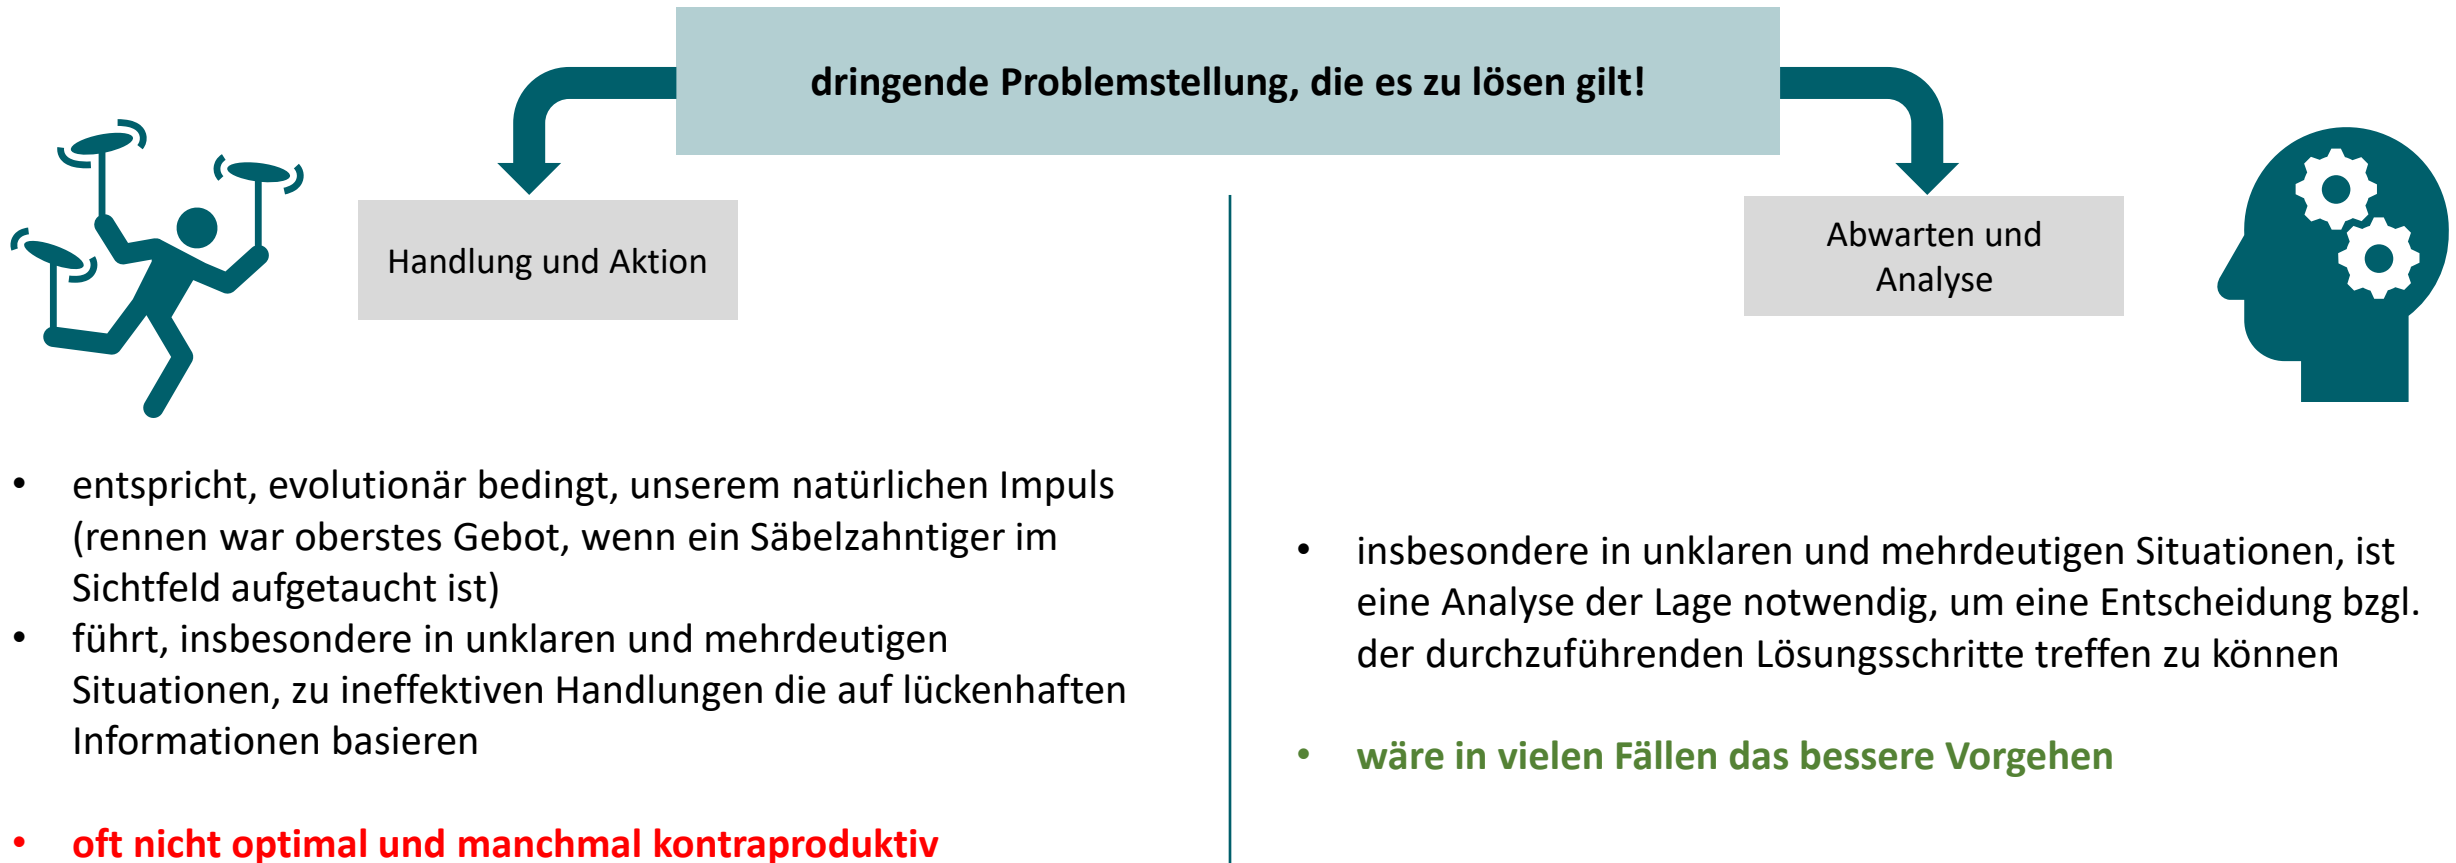 dringende Problemstellung, die es zu lösen gilt!
Handlung und Aktion
• entspricht, evolutionär bedingt, unserem natürlichen Impuls
(rennen war oberstes Gebot, wenn ein Säbelzahntiger im
Sichtfeld aufgetaucht ist)
• führt, insbesondere in unklaren und mehrdeutigen
Situationen, zu ineffektiven Handlungen die auf lückenhaften
Informationen basieren
• oft nicht optimal und manchmal kontraproduktiv
Abwarten und
Analyse
• insbesondere in unklaren und mehrdeutigen Situationen, ist
eine Analyse der Lage notwendig, um eine Entscheidung bzgl.
der durchzuführenden Lösungsschritte treffen zu können
• wäre in vielen Fällen das bessere Vorgehen